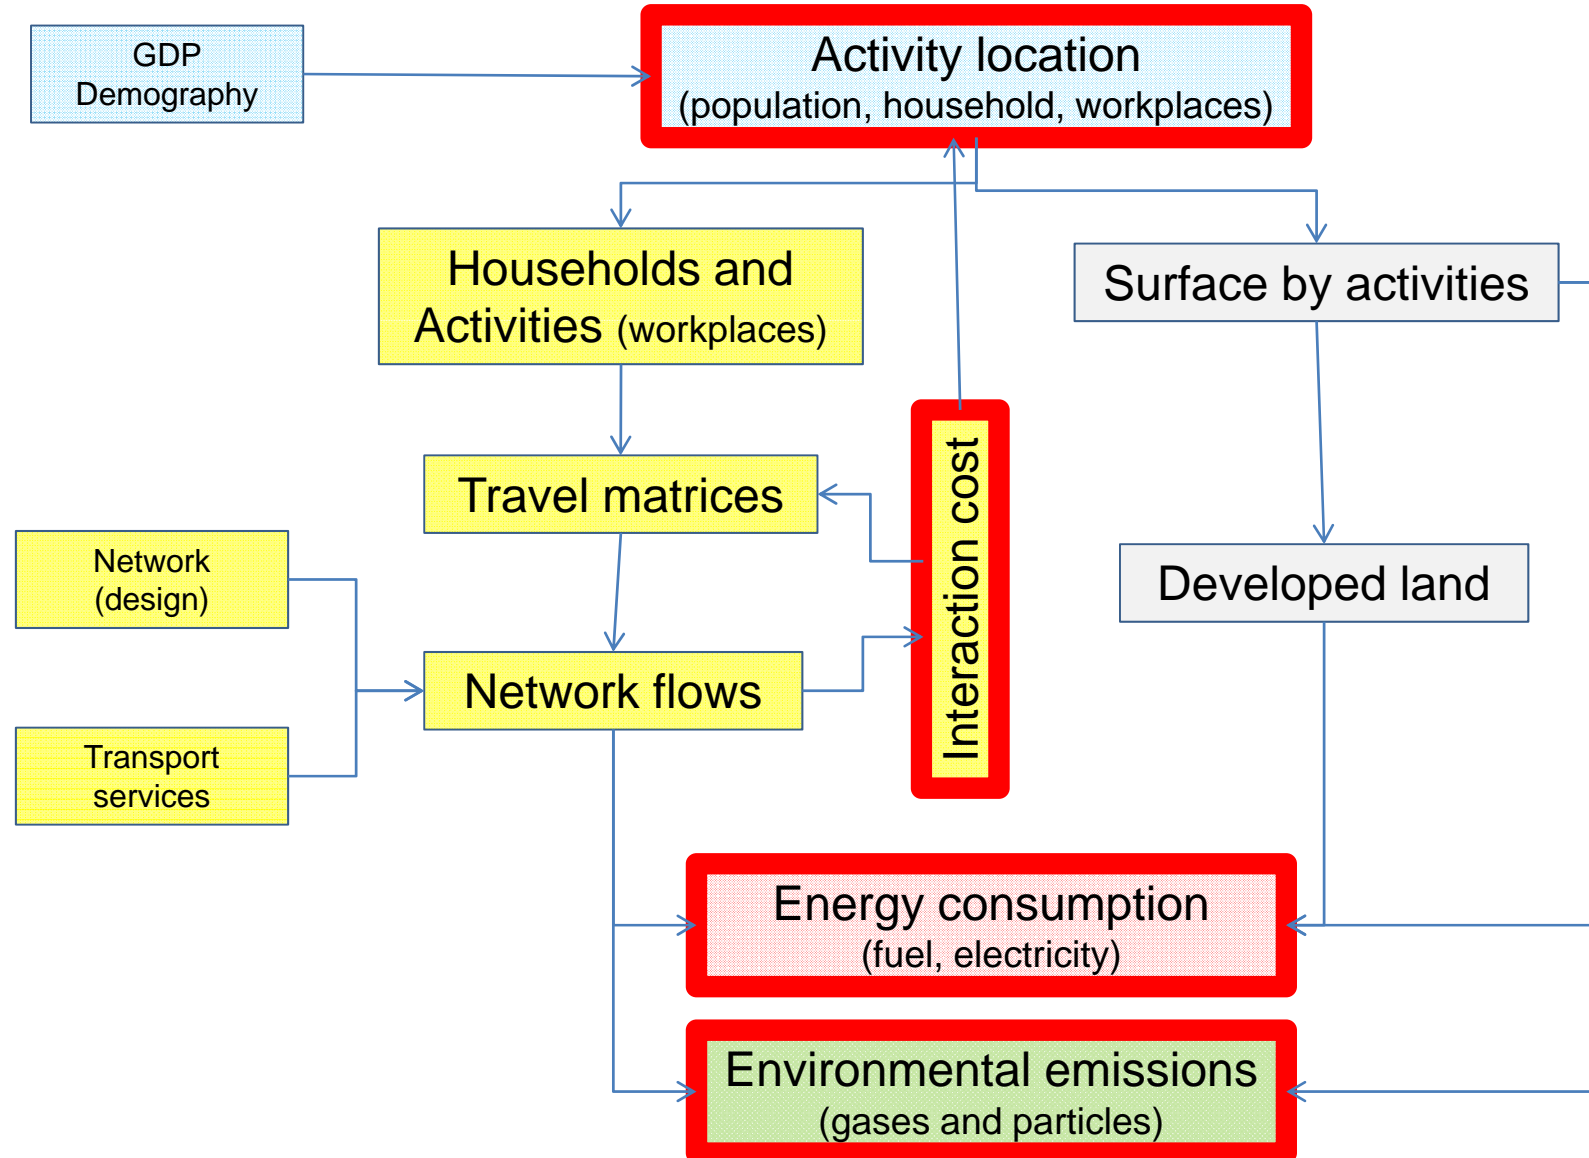 GDP
Demography
Activity location
(population, household, workplaces)
Households and
Activities (workplaces)
Surface by activities
Travel matrices
Interaction cost
Network
(design)
Developed land
Network flows
Transport
services
Energy consumption
(fuel, electricity)
Environmental emissions
(gases and particles)